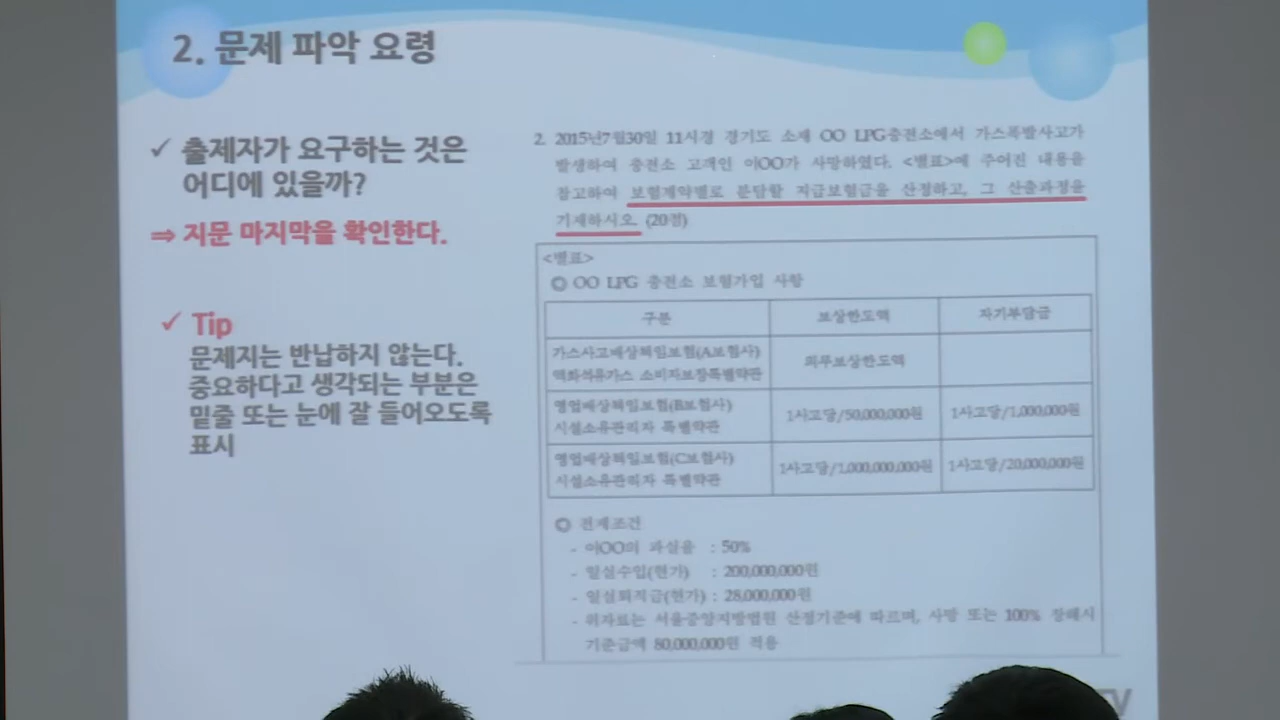 2. 문제 파악 요령
✓ 출제자가 요구하는 것은
어디에 있을까?
⇒ 지문 마지막을 확인한다.
✓ Tip
문제지는 반납하지 않는다.
중요하다고 생각되는 부분은
밑줄 또는 눈에 잘 들어오도록
표시
2. 2015년7월30일 11시경 경기도 소재 OO LPG충전소에서 가스폭발사고가
발생하여 충전소 고객인 이OO가 사망하였다. <별표>에 주어진 내용을
참고하여 보험계약별로 분담할 지급보험금을 산정하고, 그 산출과정을
기재하시오. (20점)
<별표>
◎ OO LPG 충전소 보험가입 사항
구분 보상한도액 자기부담금
가스사고배상책임보험(A보험사)
액화석유가스 소비자보장특별약관
의무보상한도액
영업배상책임보험(B보험사)
시설소유관리자 특별약관
1사고당/50,000,000원 1사고당/1,000,000원
영업배상책임보험(C보험사)
시설소유관리자 특별약관
1사고당/1,000,000,000원 1사고당/20,000,000원
◎ 전제조건
- 이OO의 과실율 : 50%
- 일실수입(현가) : 200,000,000원
- 일실퇴직금(현가) : 28,000,000원
- 위자료는 서울중앙지방법원 산정기준에 따르며, 사망 또는 100% 장해시
기준금액 80,000,000원 적용